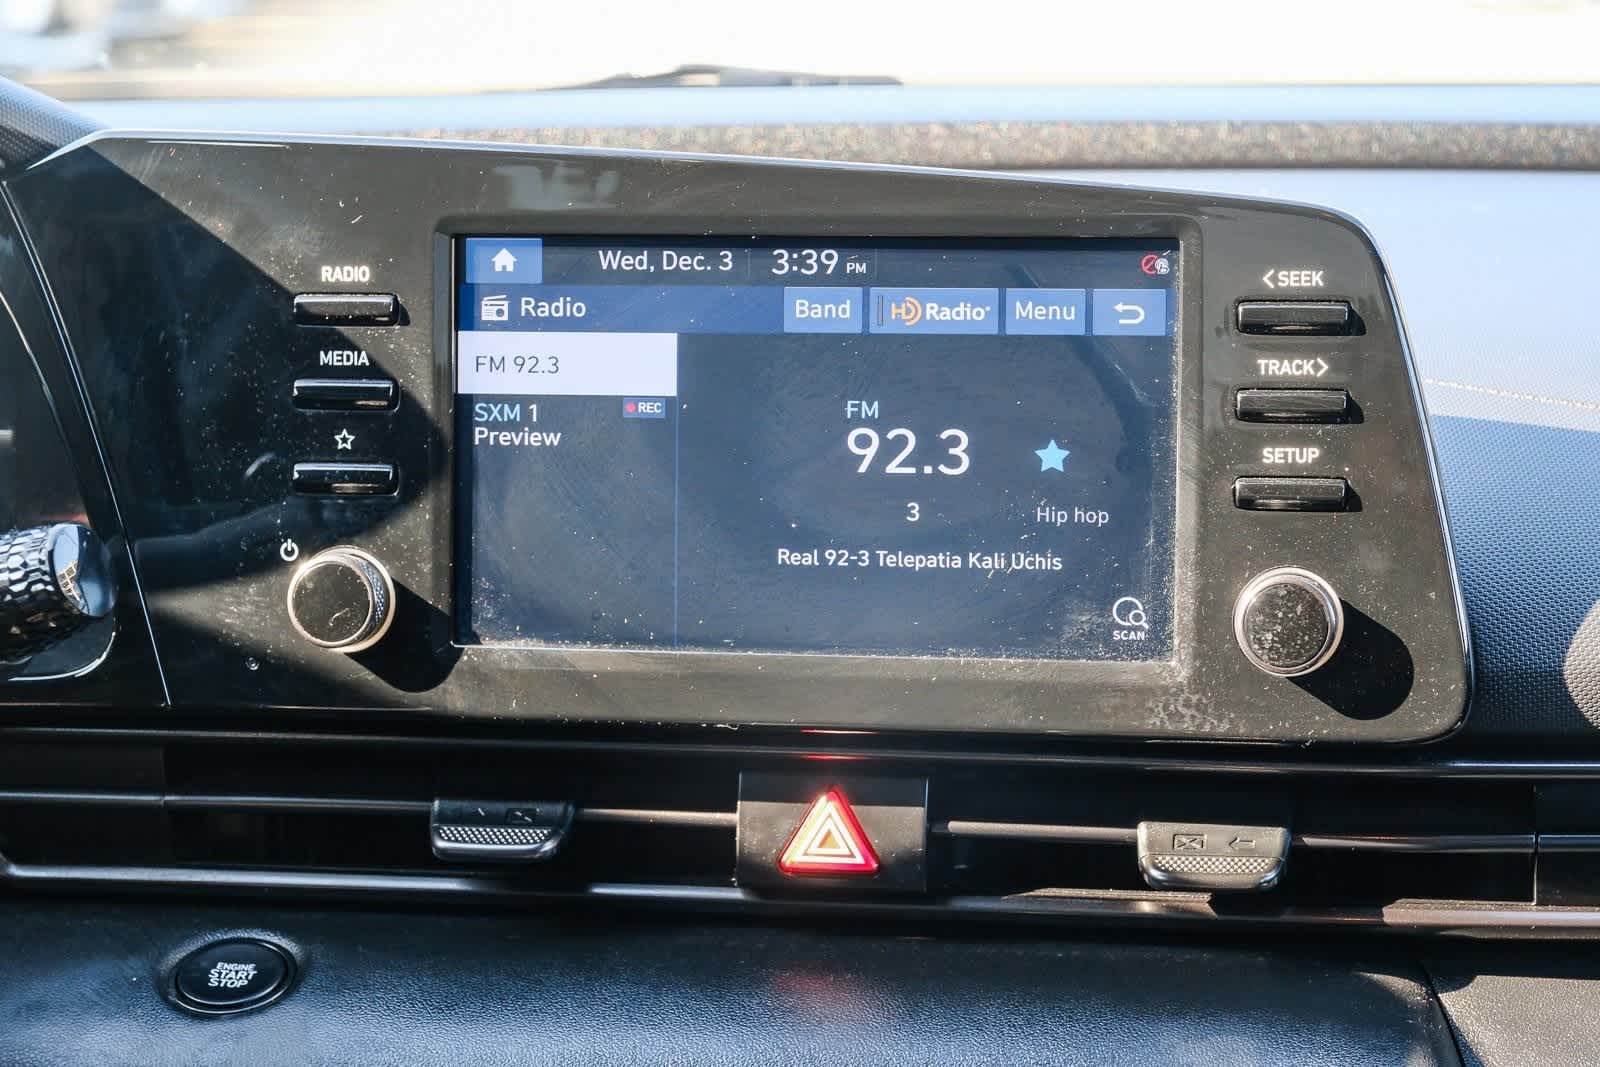 RADIO
MEDIA
Wed, Dec. 3
3:39 PM
Radio
Band
HD Radio
Menu
FM 92.3
SXM 1
REC
Preview
FM
92.3
3
Hip hop
Real 92-3 Telepatia Kali Uchis
SCAN
<SEEK
TRACK>
SETUP
ENGINE
START
STOP